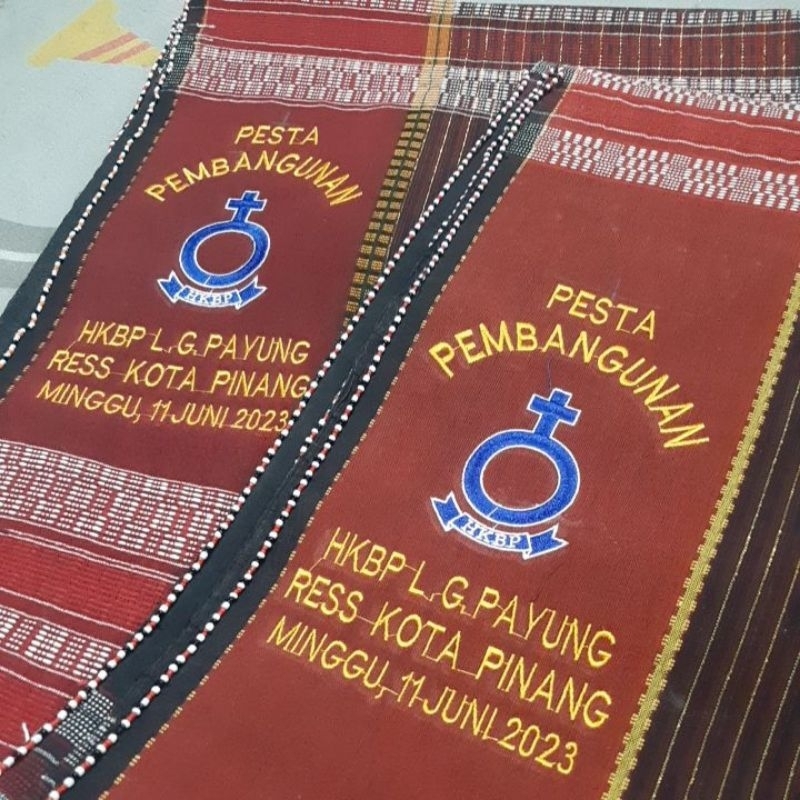 PESTA
PEMBANGUNAN
HKBP
HKBP L.G.PAYUNG
RESS KOTA PINANG
MINGGU, 11 JUNI 2023
PESTA
PEMBANGUNAN
HKBP
HKBP L.G.PAYUNG
RESS KOTA PINANG
MINGGU, 11 JUNI 2023